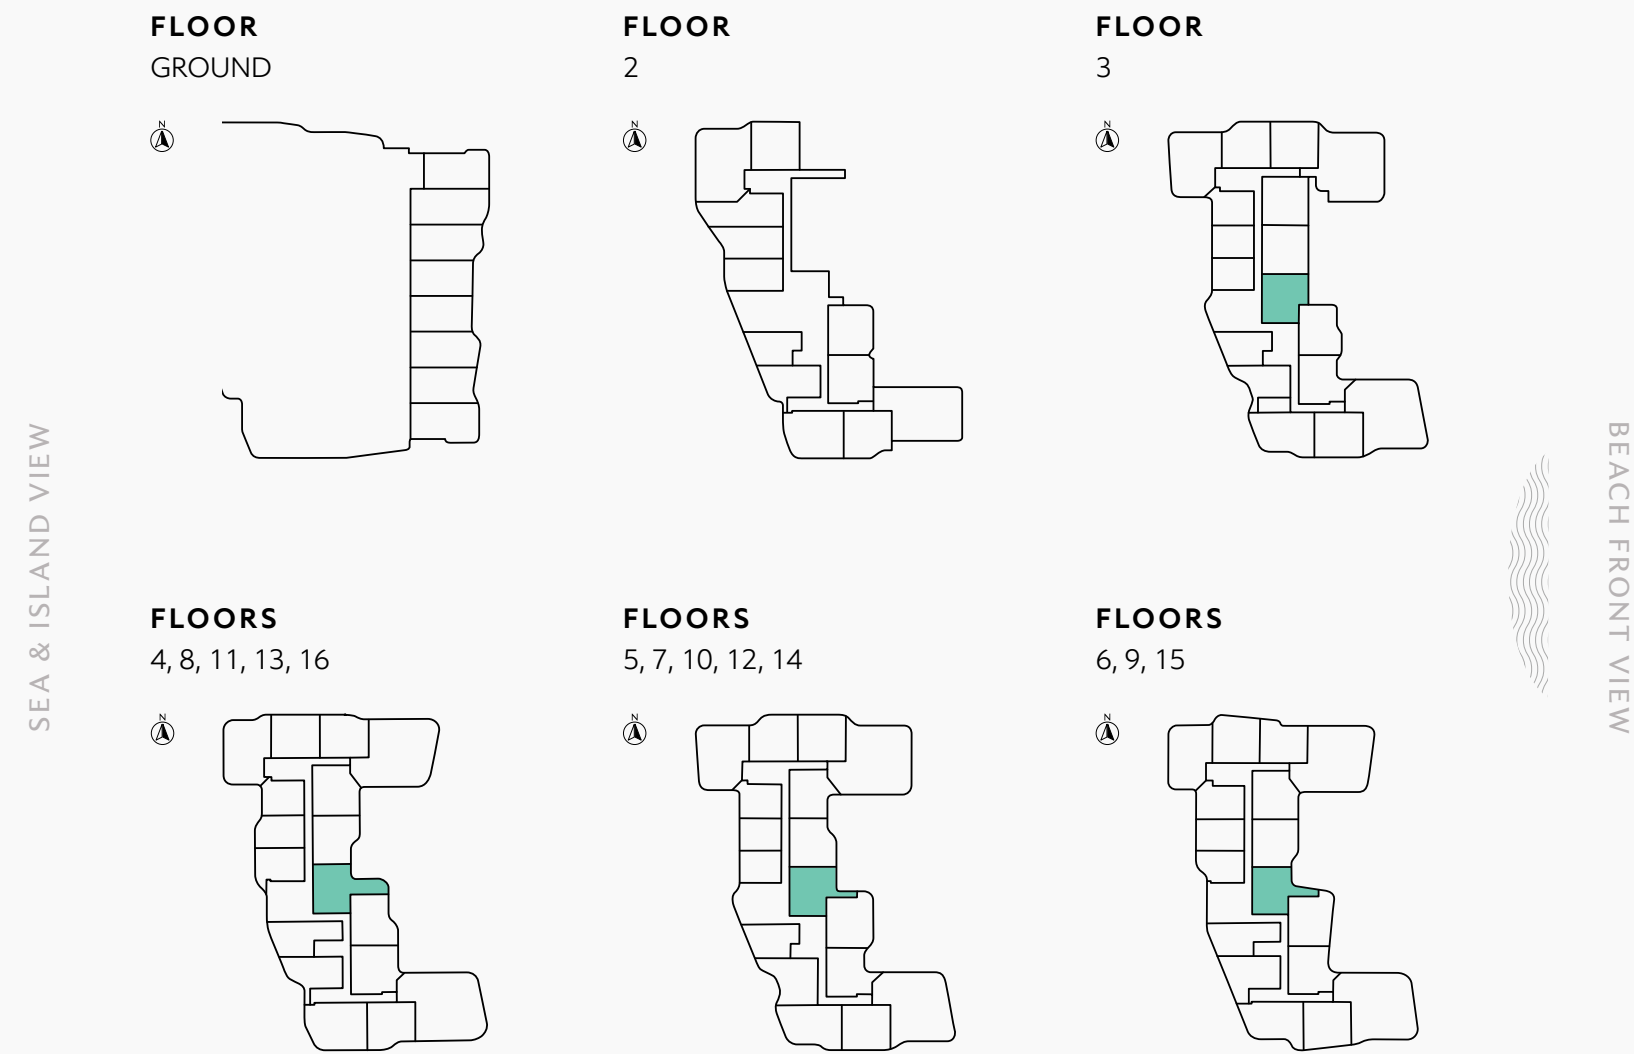 FLOOR
GROUND
N
FLOOR
2
N
FLOOR
3
N
SEA & ISLAND VIEW
BEACH FRONT VIEW
FLOORS
4, 8, 11, 13, 16
N
FLOORS
5, 7, 10, 12, 14
N
FLOORS
6, 9, 15
N